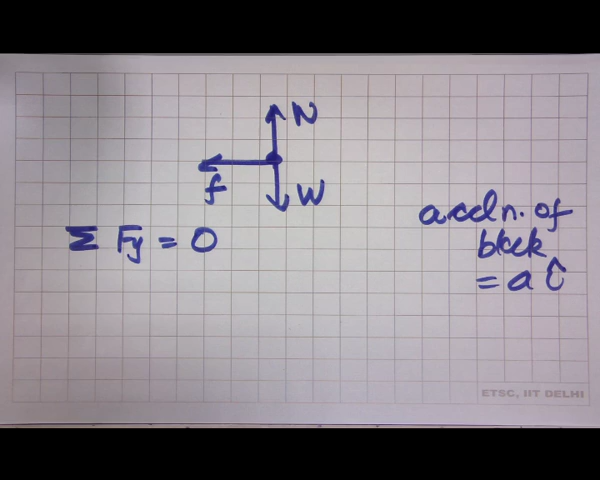 N
f
W
Σ Fy = 0
accln. of
block
= a î
ETSC, IIT DELHI